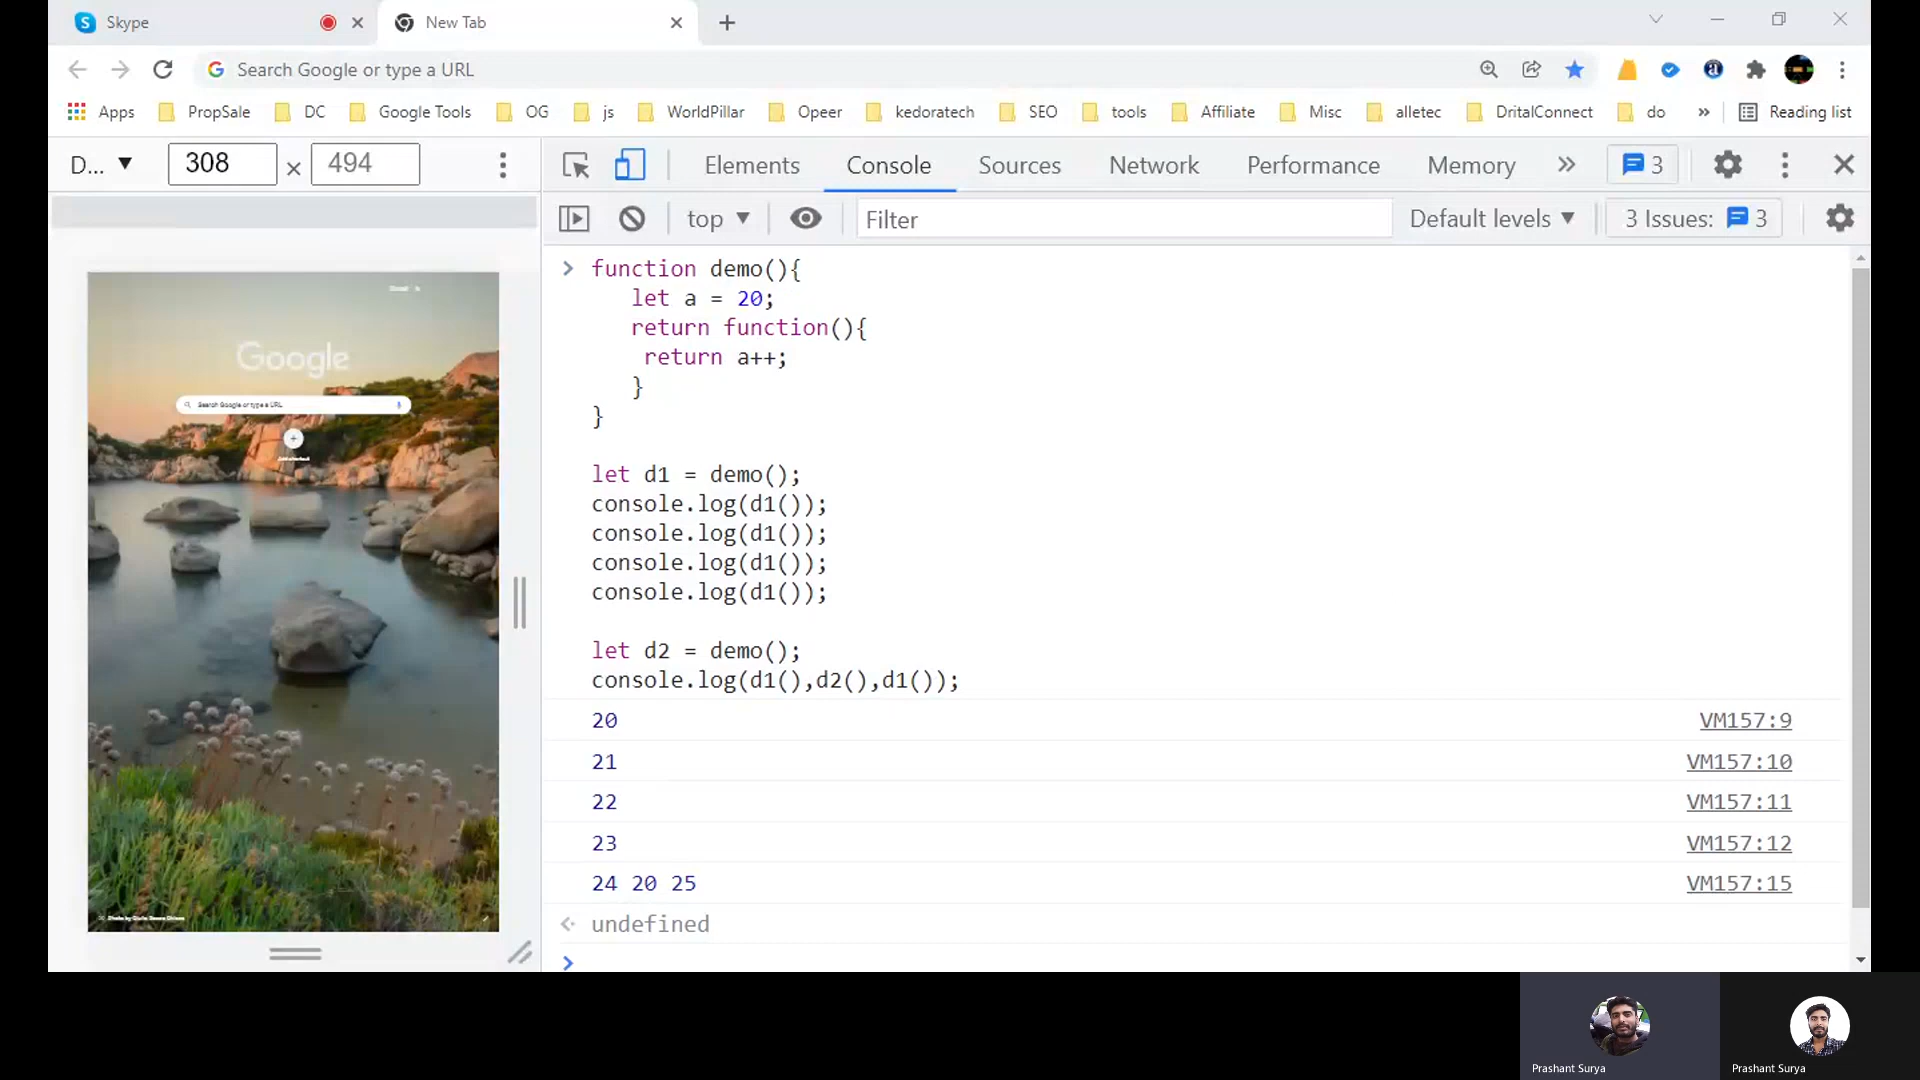 Skype
New Tab
Search Google or type a URL
Apps PropSale DC Google Tools OG js WorldPillar Opeer kedoratech SEO tools Affiliate Misc alletec DritalConnect do » Reading list
D... 308 × 494
Elements Console Sources Network Performance Memory » 3
top Filter Default levels 3 Issues: 3
Google
Search Google or type a URL
function demo(){
let a = 20;
return function(){
return a++;
}
}
let d1 = demo();
console.log(d1());
console.log(d1());
console.log(d1());
console.log(d1());
let d2 = demo();
console.log(d1(),d2(),d1());
20 VM157:9
21 VM157:10
22 VM157:11
23 VM157:12
24 20 25 VM157:15
undefined
Prashant Surya
Prashant Surya